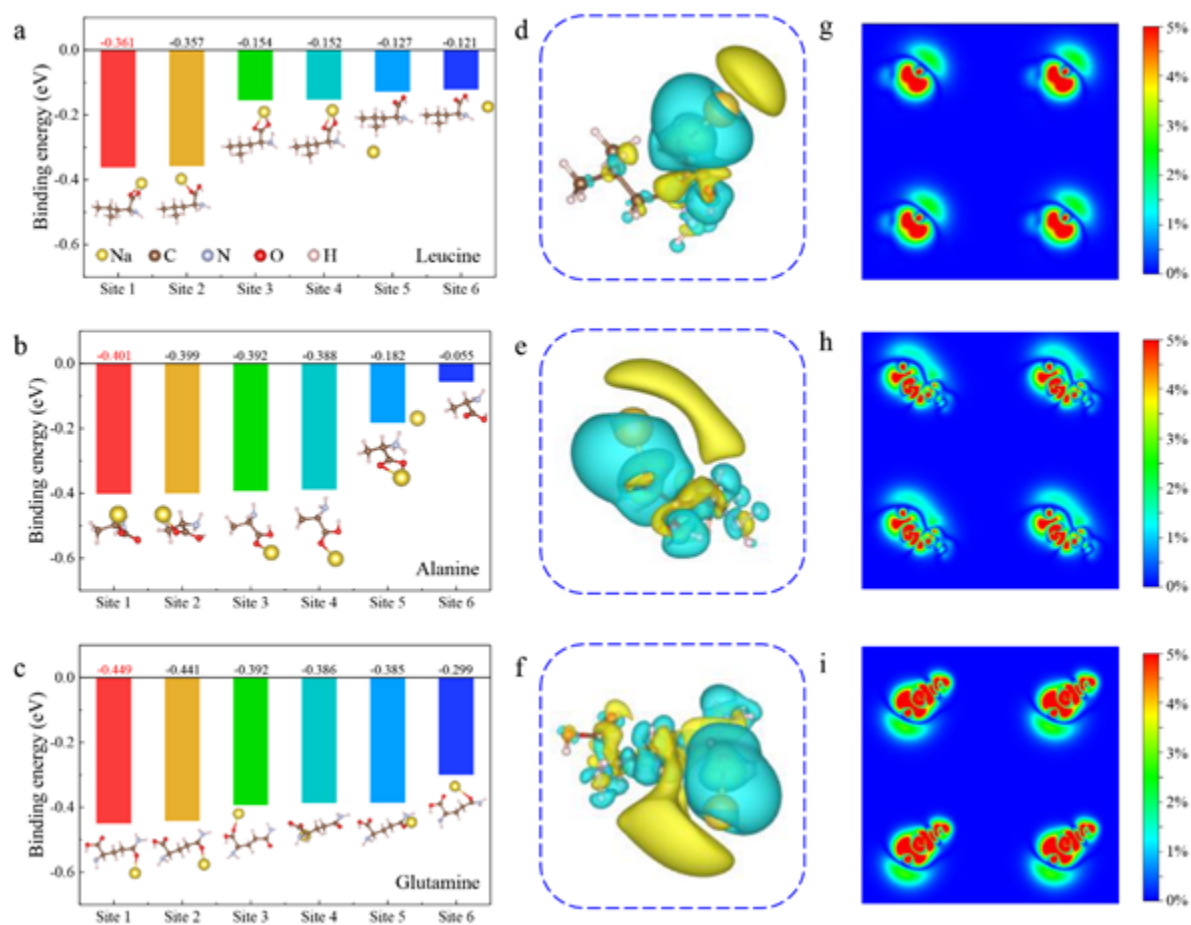 a
-0.361 -0.357 -0.154 -0.152 -0.127 -0.121
0.0
-0.2
-0.4
-0.6
Binding energy (eV)
Na C N O H
Leucine
Site 1 Site 2 Site 3 Site 4 Site 5 Site 6
d
g
5%
4%
3%
2%
1%
0%
b
-0.401 -0.399 -0.392 -0.388 -0.182 -0.055
0.0
-0.2
-0.4
-0.6
Binding energy (eV)
Alanine
Site 1 Site 2 Site 3 Site 4 Site 5 Site 6
e
h
5%
4%
3%
2%
1%
0%
c
-0.449 -0.441 -0.392 -0.386 -0.385 -0.299
0.0
-0.2
-0.4
-0.6
Binding energy (eV)
Glutamine
Site 1 Site 2 Site 3 Site 4 Site 5 Site 6
f
i
5%
4%
3%
2%
1%
0%